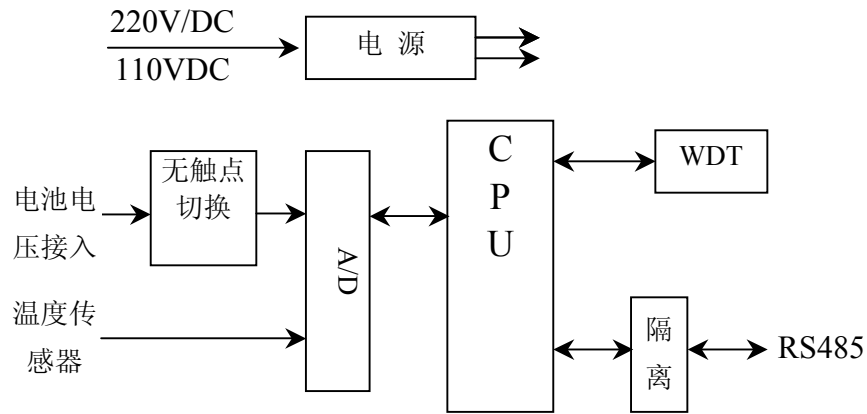 220V/DC
110VDC
电 源
无触点
切换
电池电
压接入
温度传
感器
A/D
C
P
U
WDT
隔
离
RS485